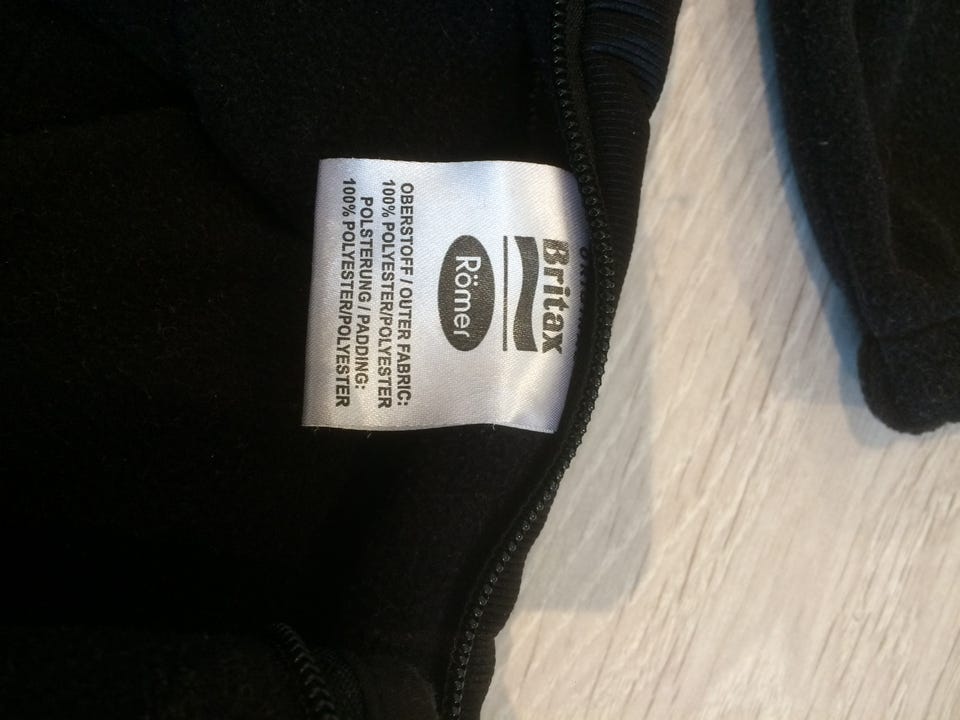 Britax
Römer
OBERSTOFF / OUTER FABRIC:
100% POLYESTER/POLYESTER
POLSTERUNG / PADDING:
100% POLYESTER/POLYESTER